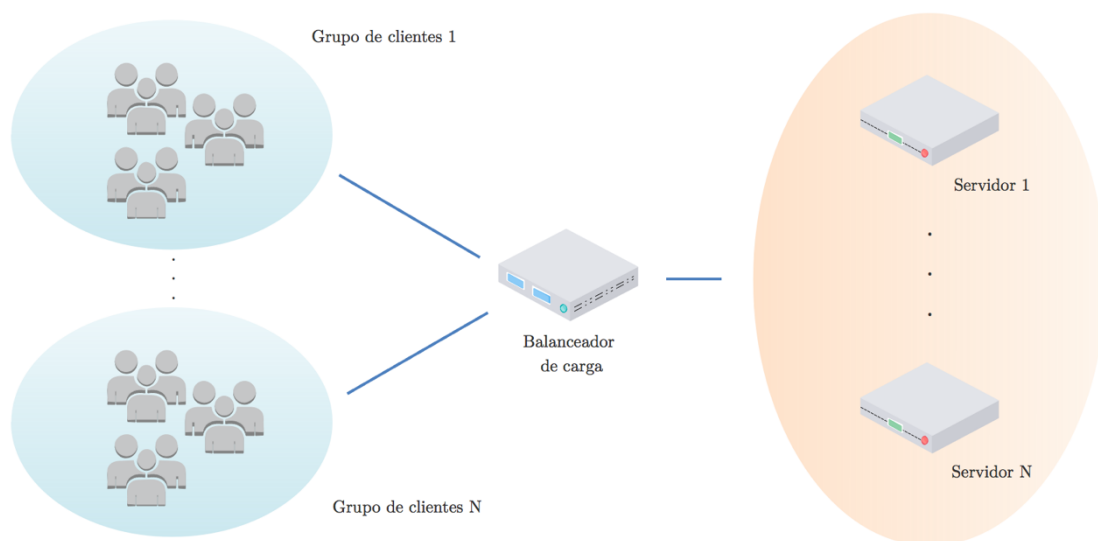 Grupo de clientes 1
Servidor 1
Balanceador
de carga
Servidor N
Grupo de clientes N